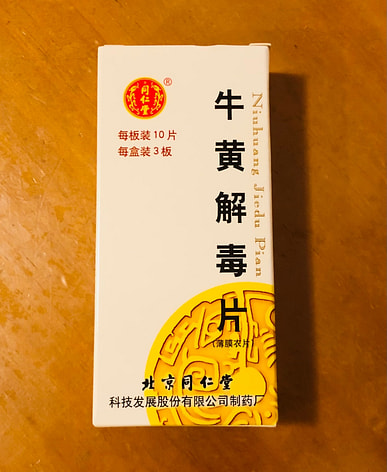 同仁堂
®
每板装10片
每盒装3板
牛黄解毒片
Niuhuang Jiedu Pian
(薄膜衣片)
北京同仁堂
科技发展股份有限公司制药厂